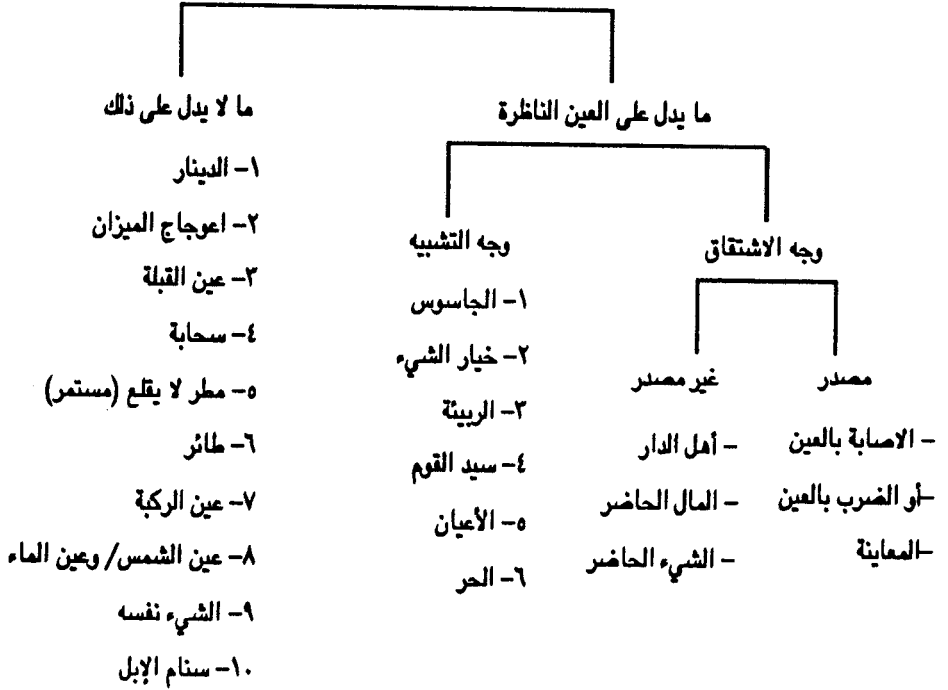 ما يدل على العين الناظرة
وجه الاشتقاق
مصدر
– الاصابة بالعين
–أو الضرب بالعين
–المعاينة
غير مصدر
– أهل الدار
– المال الحاضر
– الشيء الحاضر
وجه التشبيه
١– الجاسوس
٢– خيار الشيء
٣– الربيئة
٤– سيد القوم
٥– الأعيان
٦– الحر
ما لا يدل على ذلك
١– الدينار
٢– اعوجاج الميزان
٣– عين القبلة
٤– سحابة
٥– مطر لا يقلع (مستمر)
٦– طائر
٧– عين الركبة
٨– عين الشمس/ وعين الماء
٩– الشيء نفسه
١٠– سنام الإبل